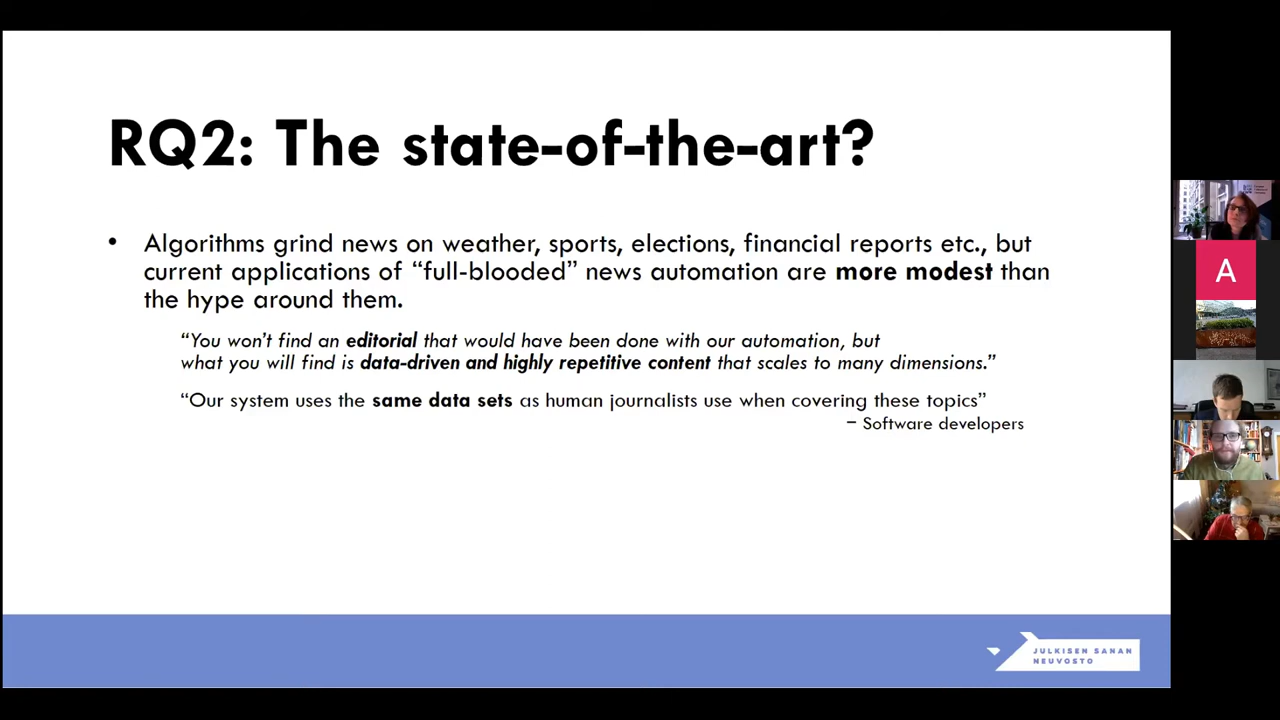 RQ2: The state-of-the-art?
• Algorithms grind news on weather, sports, elections, financial reports etc., but
current applications of “full-blooded” news automation are more modest than
the hype around them.
“You won’t find an editorial that would have been done with our automation, but
what you will find is data-driven and highly repetitive content that scales to many dimensions.”
“Our system uses the same data sets as human journalists use when covering these topics”
– Software developers
JULKISEN SANAN
NEUVOSTO
A